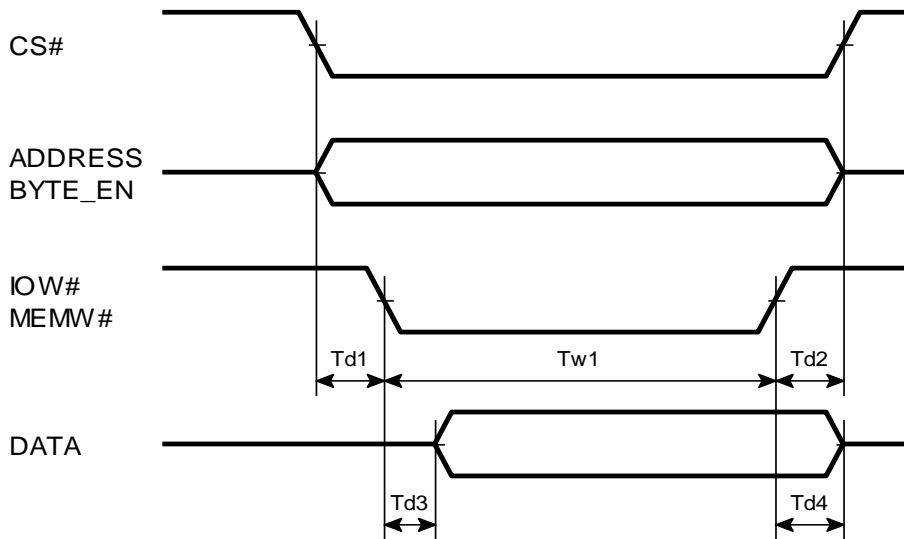 CS#
ADDRESS
BYTE_EN
IOW#
MEMW#
Td1
Tw1
Td2
DATA
Td3
Td4